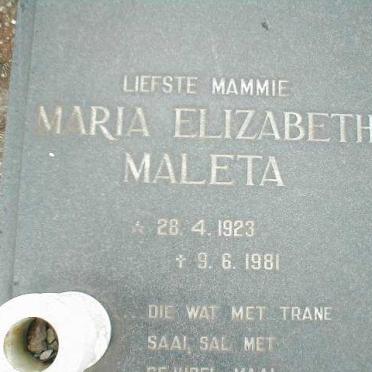 LIEFSTE MAMMIE
MARIA ELIZABETH
MALETA
☆ 28.4.1923
✝ 9.6.1981
... DIE WAT MET TRANE
SAAI, SAL MET